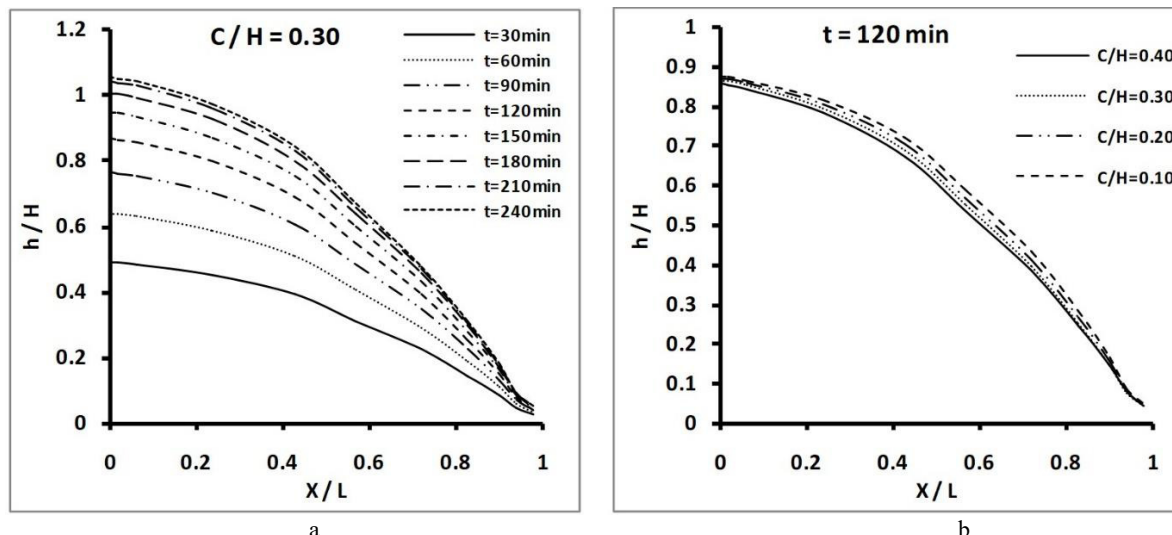 C / H = 0.30
t=30min
t=60min
t=90min
t=120min
t=150min
t=180min
t=210min
t=240min
h / H
1.2
1
0.8
0.6
0.4
0.2
0
0 0.2 0.4 0.6 0.8 1
X / L
a
t = 120 min
C/H=0.40
C/H=0.30
C/H=0.20
C/H=0.10
h / H
1
0.9
0.8
0.7
0.6
0.5
0.4
0.3
0.2
0.1
0
0 0.2 0.4 0.6 0.8 1
X / L
b